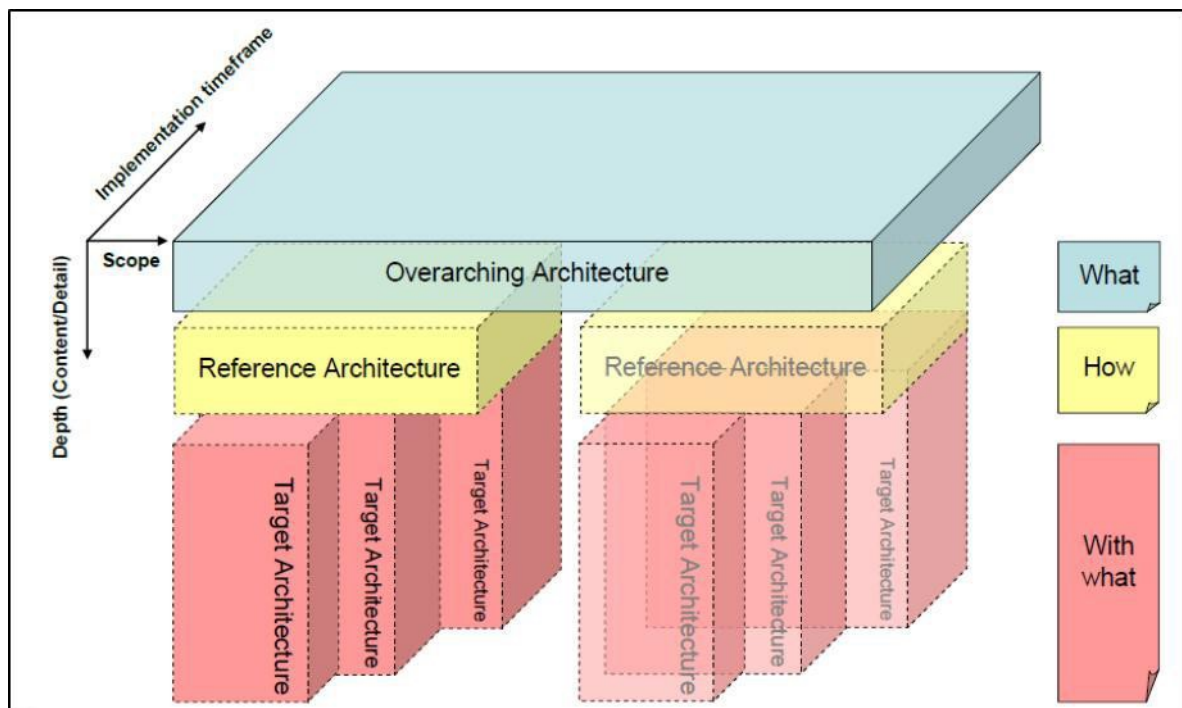 Implementation timeframe
Scope
Depth (Content/Detail)
Overarching Architecture
What
Reference Architecture
Reference Architecture
How
Target Architecture
Target Architecture
Target Architecture
Target Architecture
Target Architecture
Target Architecture
With
what